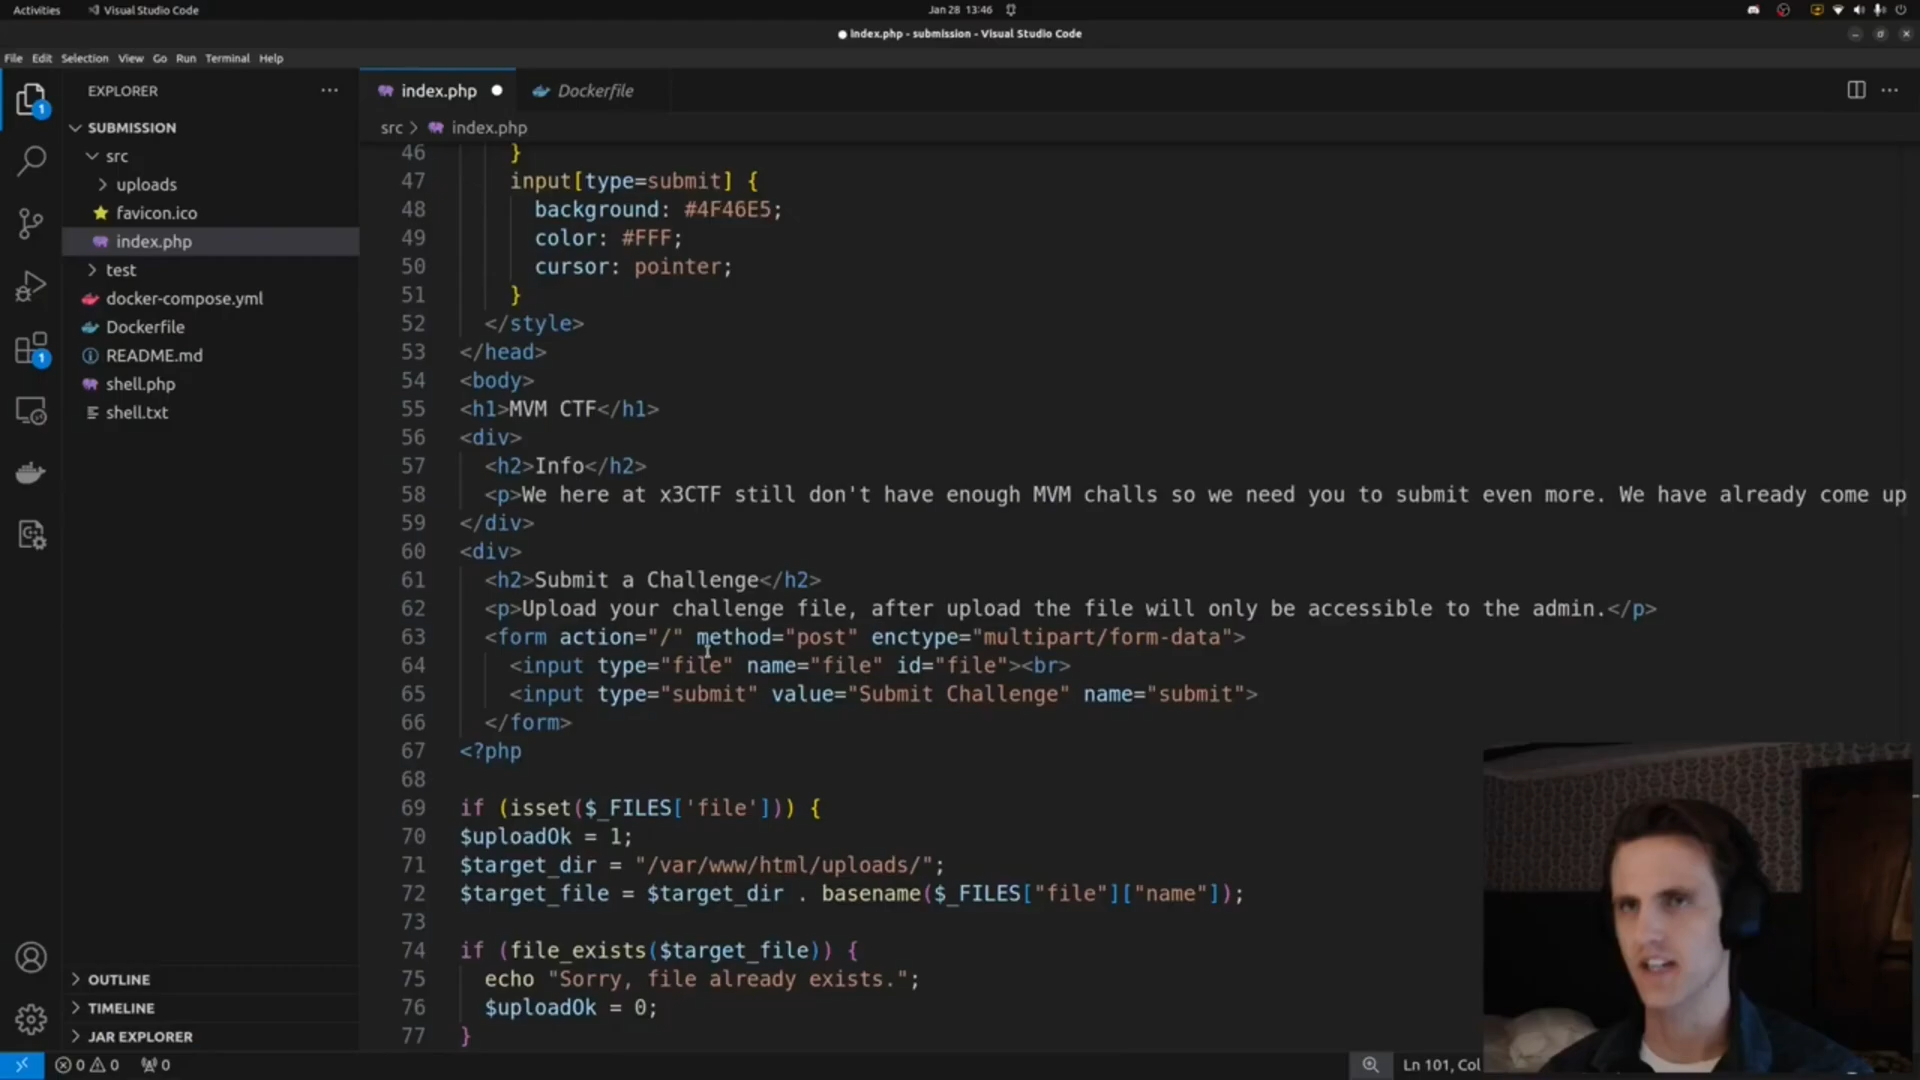 Activities Visual Studio Code Jan 28 13:46
index.php - submission - Visual Studio Code
File Edit Selection View Go Run Terminal Help
EXPLORER
SUBMISSION
src
uploads
favicon.ico
index.php
test
docker-compose.yml
Dockerfile
README.md
shell.php
shell.txt
OUTLINE
TIMELINE
JAR EXPLORER
1
1
index.php Dockerfile
src > index.php
46 }
47 input[type=submit] {
48 background: #4F46E5;
49 color: #FFF;
50 cursor: pointer;
51 }
52 </style>
53 </head>
54 <body>
55 <h1>MVM CTF</h1>
56 <div>
57 <h2>Info</h2>
58 <p>We here at x3CTF still don't have enough MVM challs so we need you to submit even more. We have already come up
59 </div>
60 <div>
61 <h2>Submit a Challenge</h2>
62 <p>Upload your challenge file, after upload the file will only be accessible to the admin.</p>
63 <form action="/" method="post" enctype="multipart/form-data">
64 <input type="file" name="file" id="file"><br>
65 <input type="submit" value="Submit Challenge" name="submit">
66 </form>
67 <?php
68
69 if (isset($_FILES['file'])) {
70 $uploadOk = 1;
71 $target_dir = "/var/www/html/uploads/";
72 $target_file = $target_dir . basename($_FILES["file"]["name"]);
73
74 if (file_exists($target_file)) {
75 echo "Sorry, file already exists.";
76 $uploadOk = 0;
77 }
0 0 0 Ln 101, Col